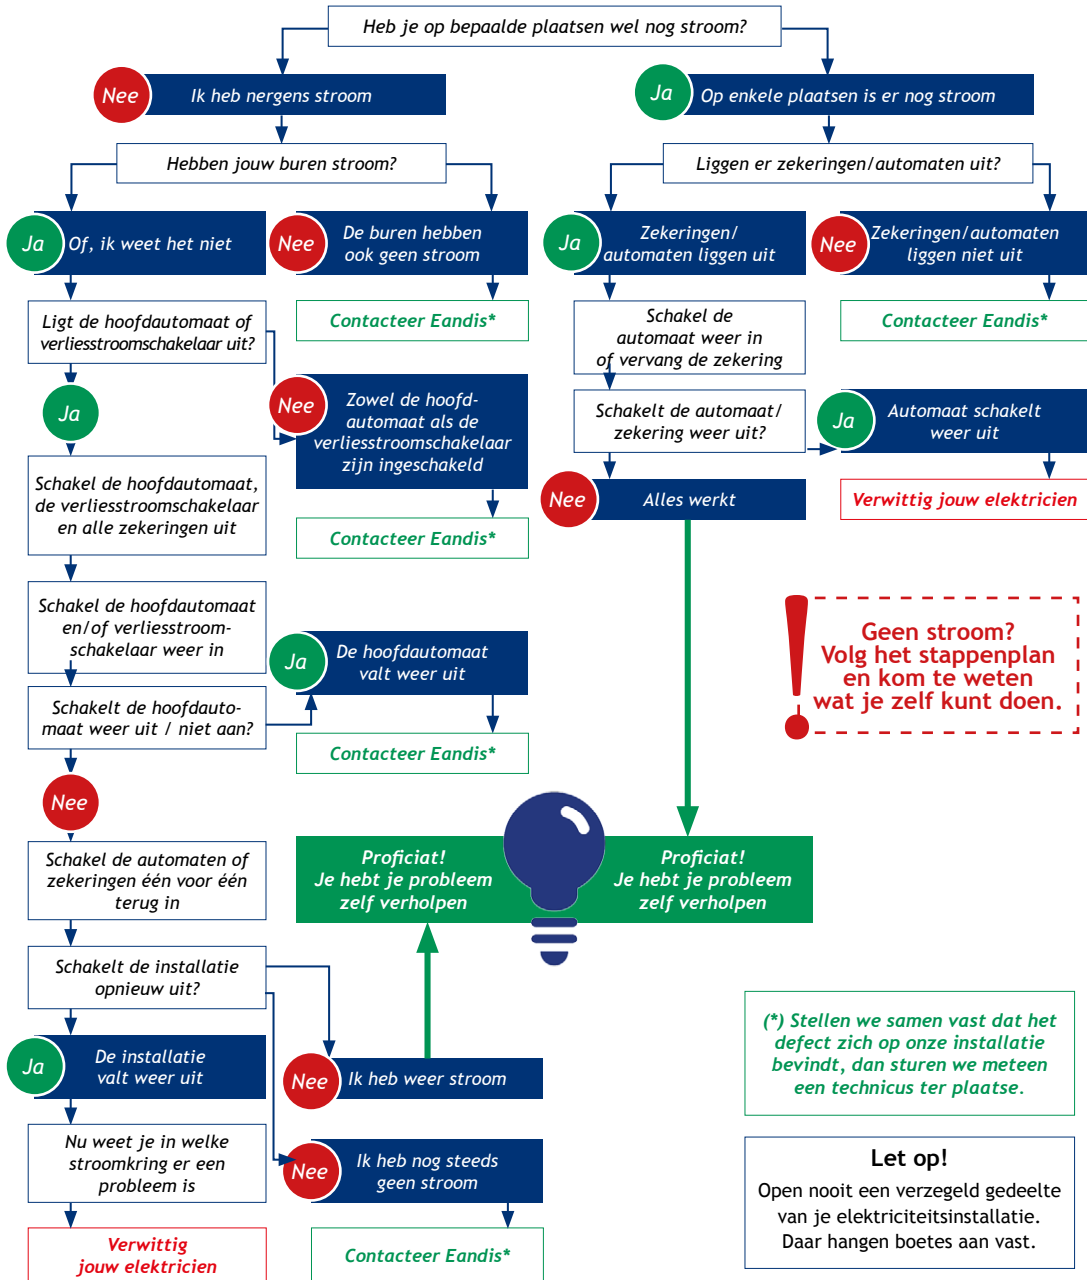 Heb je op bepaalde plaatsen wel nog stroom?
Nee
Ik heb nergens stroom
Ja
Op enkele plaatsen is er nog stroom
Hebben jouw buren stroom?
Liggen er zekeringen/automaten uit?
Ja
Of, ik weet het niet
Nee
De buren hebben
ook geen stroom
Ja
Zekeringen/
automaten liggen uit
Nee
Zekeringen/automaten
liggen niet uit
Ligt de hoofdautomaat of
verliesstroomschakelaar uit?
Contacteer Eandis*
Schakel de
automaat weer in
of vervang de zekering
Contacteer Eandis*
Ja
Nee
Zowel de hoofd-
automaat als de
verliesstroomschakelaar
zijn ingeschakeld
Schakelt de automaat/
zekering weer uit?
Ja
Automaat schakelt
weer uit
Schakel de hoofdautomaat,
de verliesstroomschakelaar
en alle zekeringen uit
Contacteer Eandis*
Nee
Alles werkt
Verwittig jouw elektricien
Schakel de hoofdautomaat
en/of verliesstroom-
schakelaar weer in
Ja
De hoofdautomaat
valt weer uit
Geen stroom?
Volg het stappenplan
en kom te weten
wat je zelf kunt doen.
Schakelt de hoofdauto-
maat weer uit / niet aan?
Contacteer Eandis*
Nee
Schakel de automaten of
zekeringen één voor één
terug in
Proficiat!
Je hebt je probleem
zelf verholpen
Proficiat!
Je hebt je probleem
zelf verholpen
Schakelt de installatie
opnieuw uit?
Ja
De installatie
valt weer uit
Nee
Ik heb weer stroom
(*) Stellen we samen vast dat het
defect zich op onze installatie
bevindt, dan sturen we meteen
een technicus ter plaatse.
Nu weet je in welke
stroomkring er een
probleem is
Nee
Ik heb nog steeds
geen stroom
Let op!
Open nooit een verzegeld gedeelte
van je elektriciteitsinstallatie.
Daar hangen boetes aan vast.
Verwittig
jouw elektricien
Contacteer Eandis*